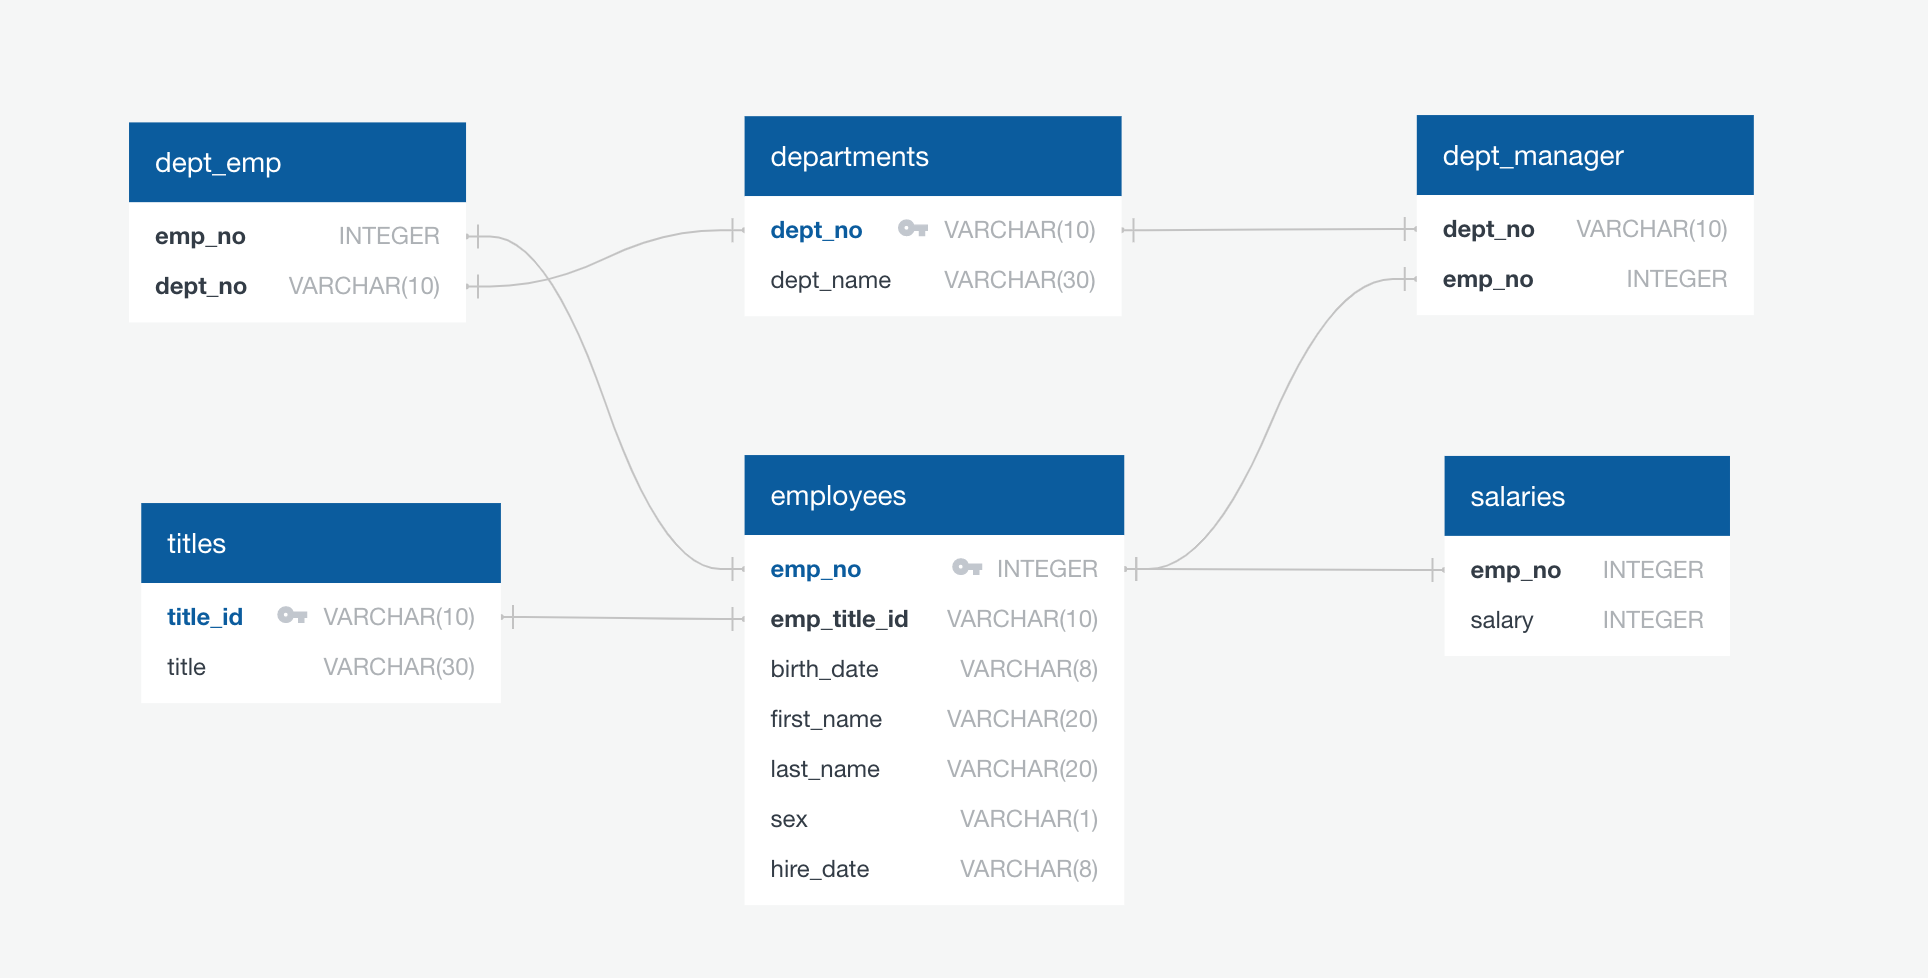 dept_emp
emp_no INTEGER
dept_no VARCHAR(10)
departments
dept_no VARCHAR(10)
dept_name VARCHAR(30)
dept_manager
dept_no VARCHAR(10)
emp_no INTEGER
titles
title_id VARCHAR(10)
title VARCHAR(30)
employees
emp_no INTEGER
emp_title_id VARCHAR(10)
birth_date VARCHAR(8)
first_name VARCHAR(20)
last_name VARCHAR(20)
sex VARCHAR(1)
hire_date VARCHAR(8)
salaries
emp_no INTEGER
salary INTEGER